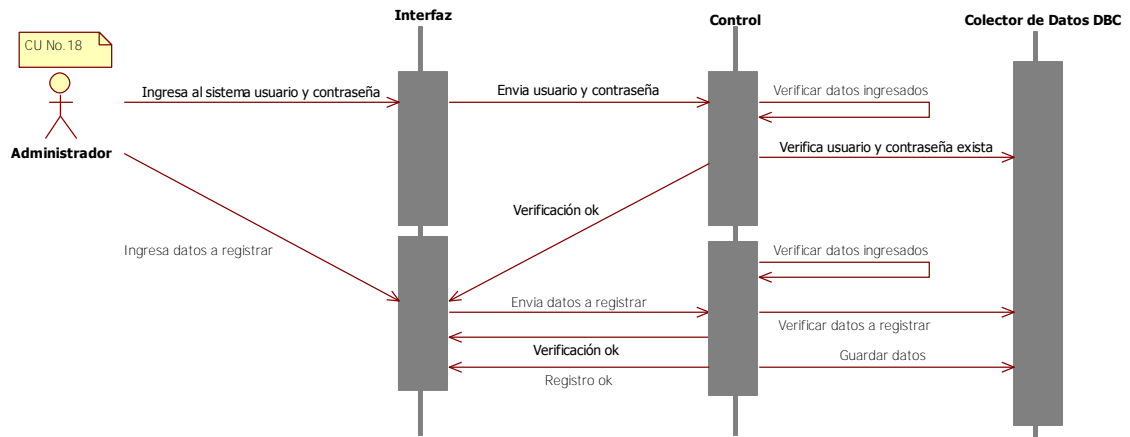 Interfaz
Control
Colector de Datos DBC
CU No.18
Administrador
Ingresa al sistema usuario y contraseña
Envia usuario y contraseña
Verificar datos ingresados
Verifica usuario y contraseña exista
Verificación ok
Ingresa datos a registrar
Verificar datos ingresados
Envia datos a registrar
Verificar datos a registrar
Verificación ok
Guardar datos
Registro ok